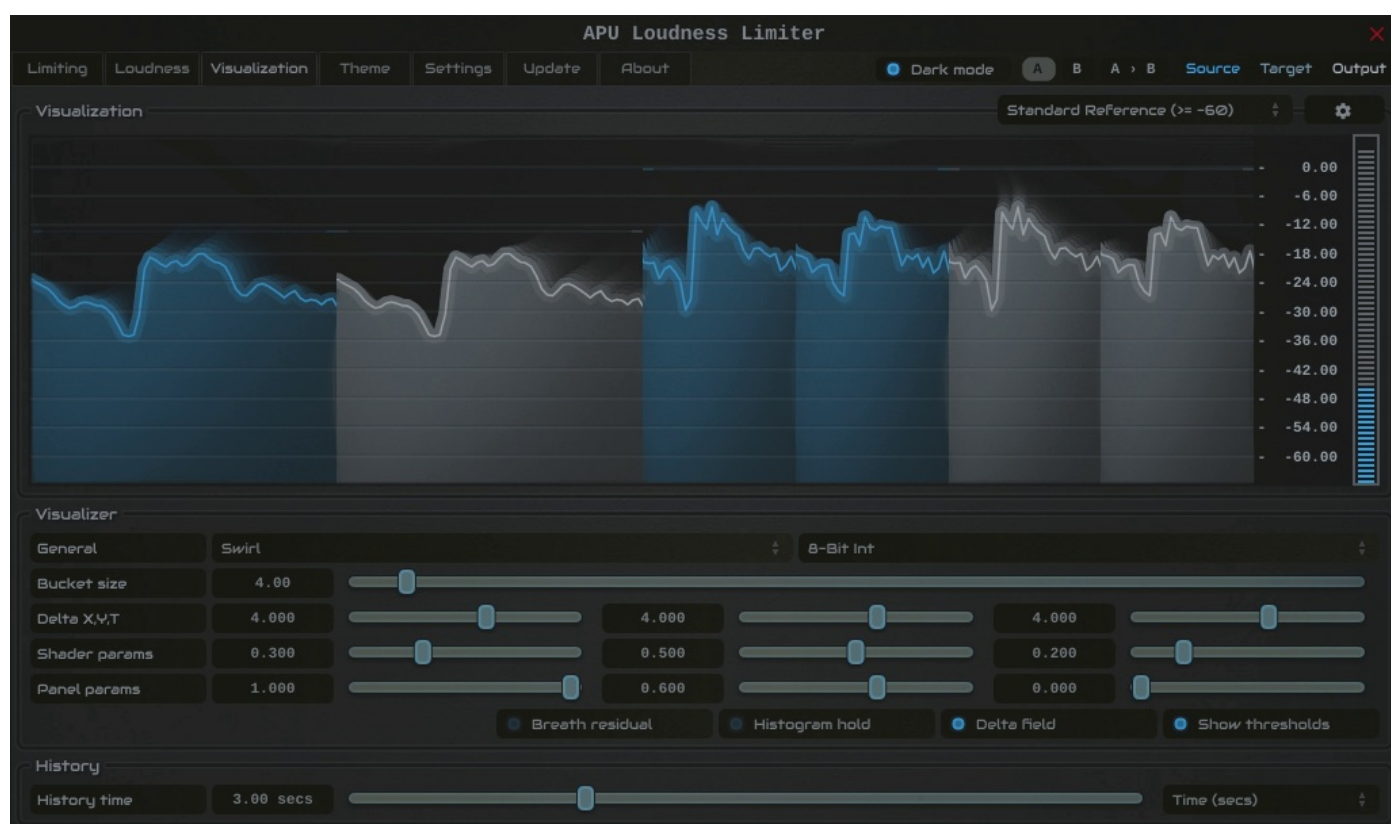 APU Loudness Limiter
Limiting Loudness Visualization Theme Settings Update About Dark mode A B A › B Source Target Output
Visualization Standard Reference (>= -60)
- 0.00
- -6.00
- -12.00
- -18.00
- -24.00
- -30.00
- -36.00
- -42.00
- -48.00
- -54.00
- -60.00
Visualizer
General Swirl 8-Bit Int
Bucket size 4.00
Delta X,Y,T 4.000 4.000 4.000
Shader params 0.300 0.500 0.200
Panel params 1.000 0.600 0.000
Breath residual Histogram hold Delta field Show thresholds
History
History time 3.00 secs Time (secs)